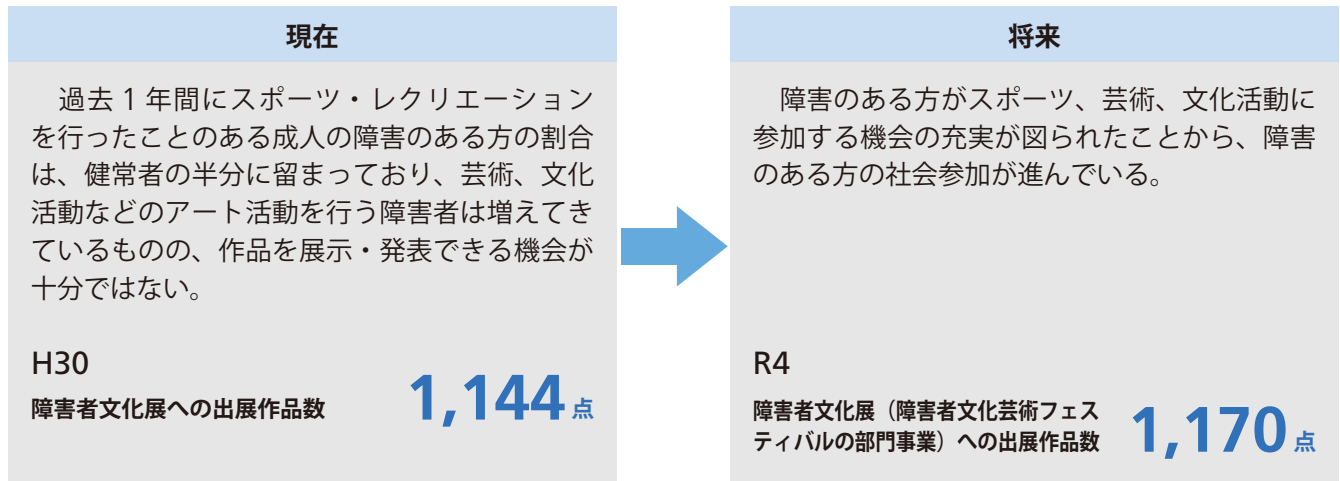 現在
過去1年間にスポーツ・レクリエーション
を行ったことのある成人の障害のある方の割合
は、健常者の半分に留まっており、芸術、文化
活動などのアート活動を行う障害者は増えてき
ているものの、作品を展示・発表できる機会が
十分ではない。
H30
障害者文化展への出展作品数 1,144点
将来
障害のある方がスポーツ、芸術、文化活動に
参加する機会の充実が図られたことから、障害
のある方の社会参加が進んでいる。
R4
障害者文化展（障害者文化芸術フェス
ティバルの部門事業）への出展作品数 1,170点